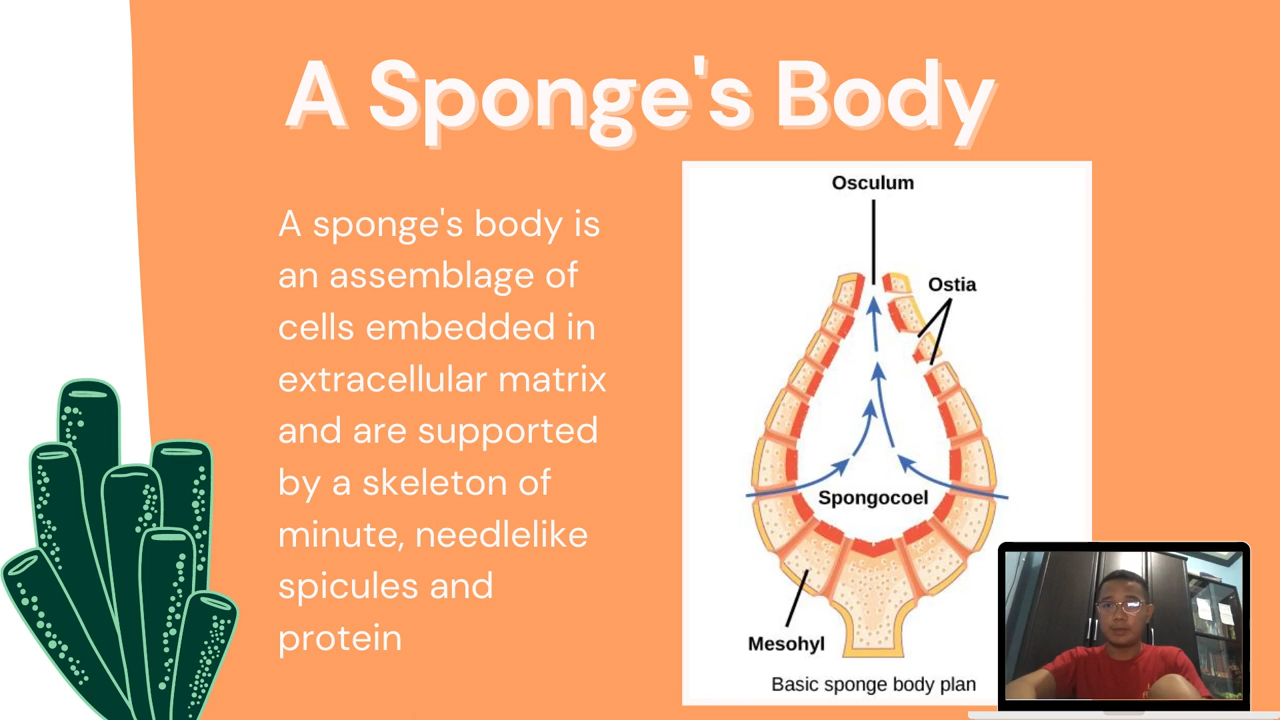 A Sponge's Body
A sponge's body is
an assemblage of
cells embedded in
extracellular matrix
and are supported
by a skeleton of
minute, needlelike
spicules and
protein
Osculum
Ostia
Spongocoel
Mesohyl
Basic sponge body plan